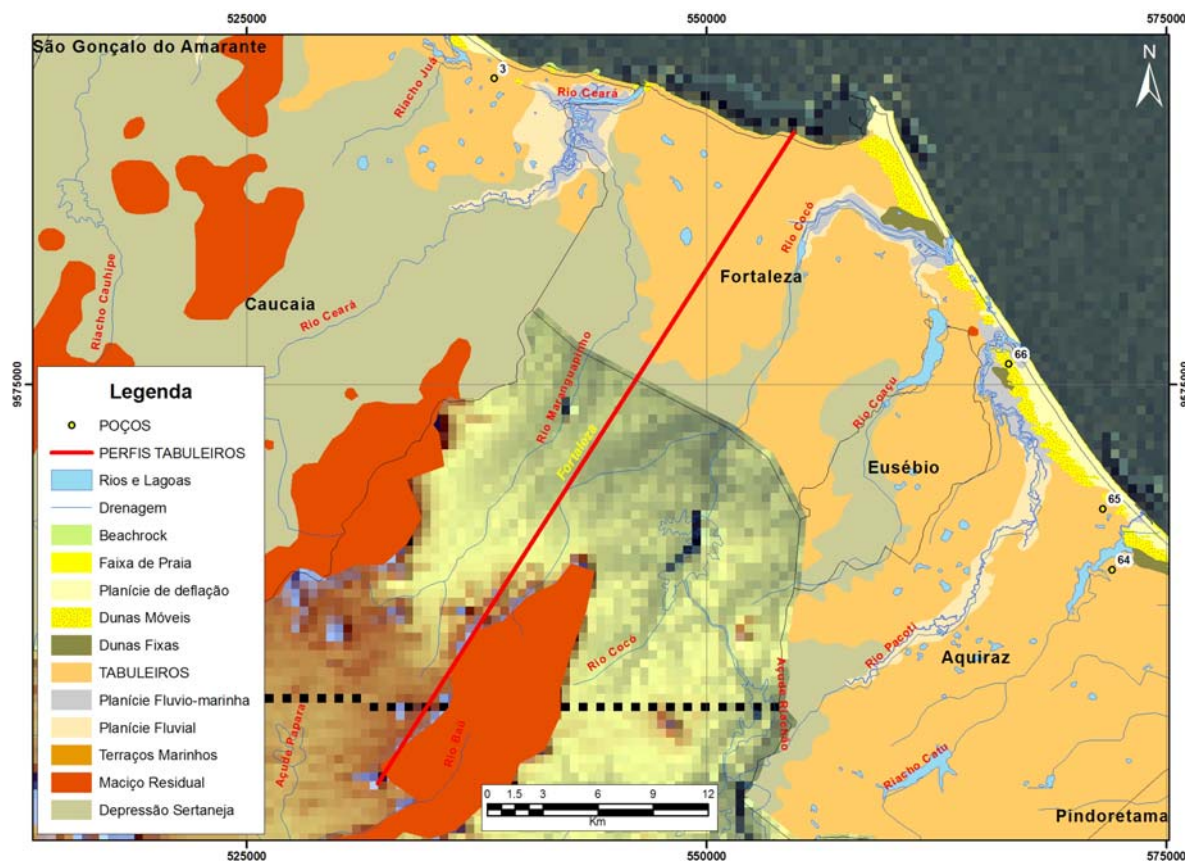 525000
550000
575000
São Gonçalo do Amarante
N
3
Riacho Juá
Rio Ceará
Rio Cocó
Fortaleza
Riacho Cauhipe
Caucaia
Rio Ceará
Rio Maranguapinho
66
9575000
9575000
Rio Coaçu
Fortaleza
Eusébio
65
64
Rio Cocó
Rio Pacoti
Aquiraz
Açude Papara
Rio Baú
Açude Riachão
Riacho Catu
Pindoretama
Legenda
POÇOS
PERFIS TABULEIROS
Rios e Lagoas
Drenagem
Beachrock
Faixa de Praia
Planície de deflação
Dunas Móveis
Dunas Fixas
TABULEIROS
Planície Fluvio-marinha
Planície Fluvial
Terraços Marinhos
Maciço Residual
Depressão Sertaneja
0 1.5 3 6 9 12
Km
525000
550000
575000